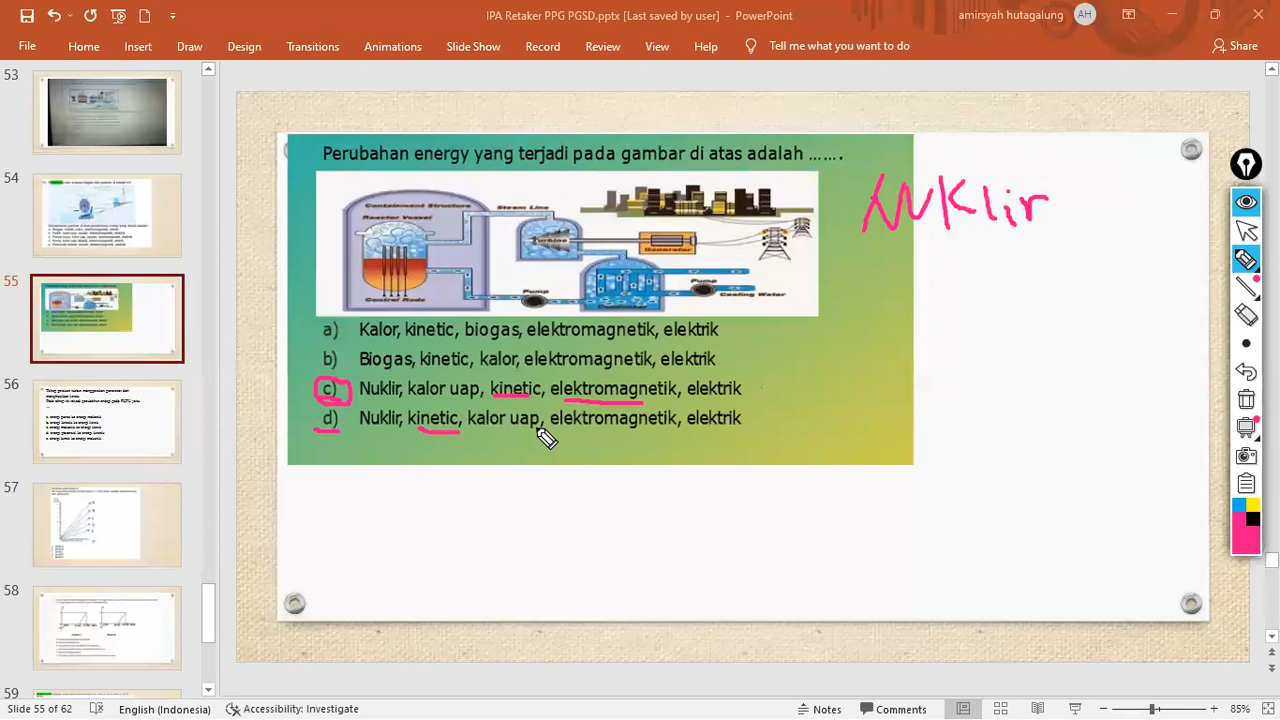 IPA Retaker PPG PGSD.pptx [Last saved by user] - PowerPoint
amirsyah hutagalung
AH
File
Home
Insert
Draw
Design
Transitions
Animations
Slide Show
Record
Review
View
Help
Tell me what you want to do
Share
53
54
55
56
57
58
59
Perubahan energy yang terjadi pada gambar di atas adalah …….
NUKlir
Containment Structure
Steam Line
Reactor Vessel
Turbine
Generator
Pump
Pump
Control Rods
Cooling Water
a) Kalor, kinetic, biogas, elektromagnetik, elektrik
b) Biogas, kinetic, kalor, elektromagnetik, elektrik
c) Nuklir, kalor uap, kinetic, elektromagnetik, elektrik
d) Nuklir, kinetic, kalor uap, elektromagnetik, elektrik
Slide 55 of 62
English (Indonesia)
Accessibility: Investigate
Notes
Comments
85%